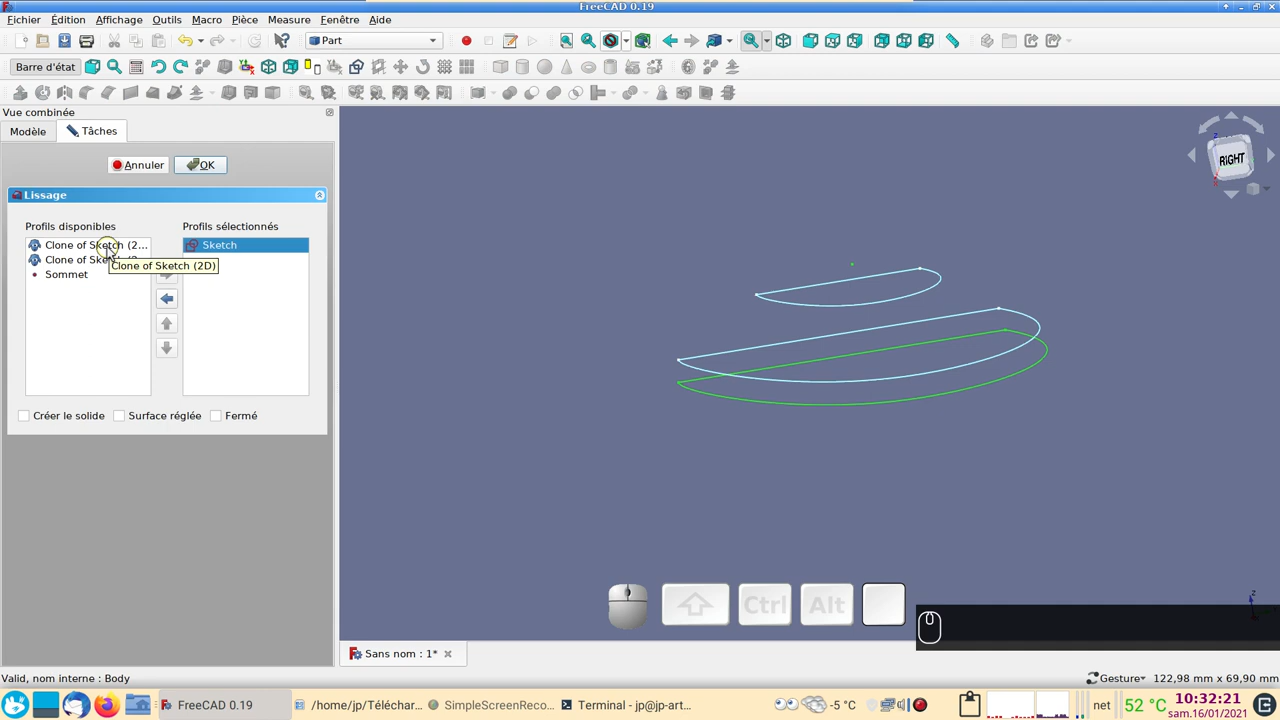 FreeCAD 0.19
Fichier Édition Affichage Outils Macro Pièce Measure Fenêtre Aide
Part
Barre d'état
Vue combinée
Modèle Tâches
Annuler OK
Lissage
Profils disponibles Profils sélectionnés
Clone of Sketch (2... Sketch
Clone of Ske
Clone of Sketch (2D)
Sommet
Créer le solide Surface réglée Fermé
RIGHT
z
x
Ctrl Alt
z
Sans nom : 1*
Valid, nom interne : Body Gesture 122,98 mm x 69,90 mm
FreeCAD 0.19 /home/jp/Téléchar... SimpleScreenReco... Terminal - jp@jp-art... -5 °C net 52 °C 10:32:21
sam.16/01/2021